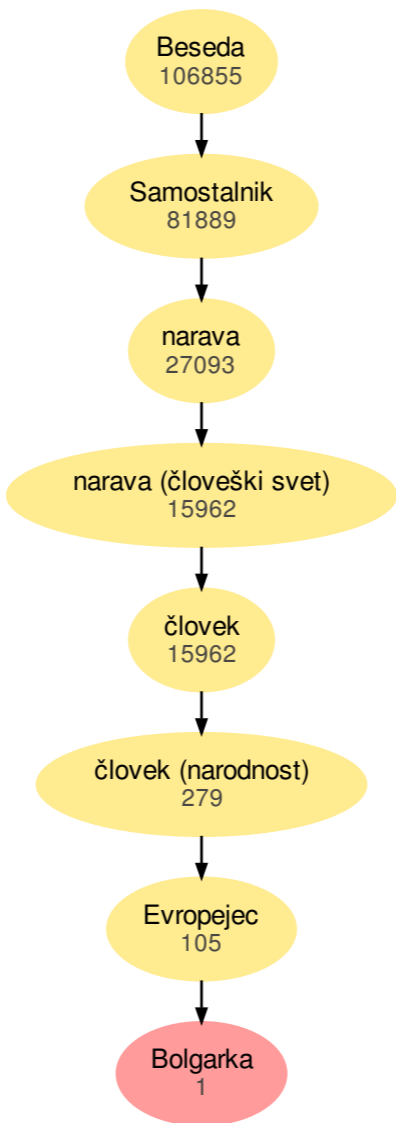 Beseda
106855
Samostalnik
81889
narava
27093
narava (človeški svet)
15962
človek
15962
človek (narodnost)
279
Evropejec
105
Bolgarka
1